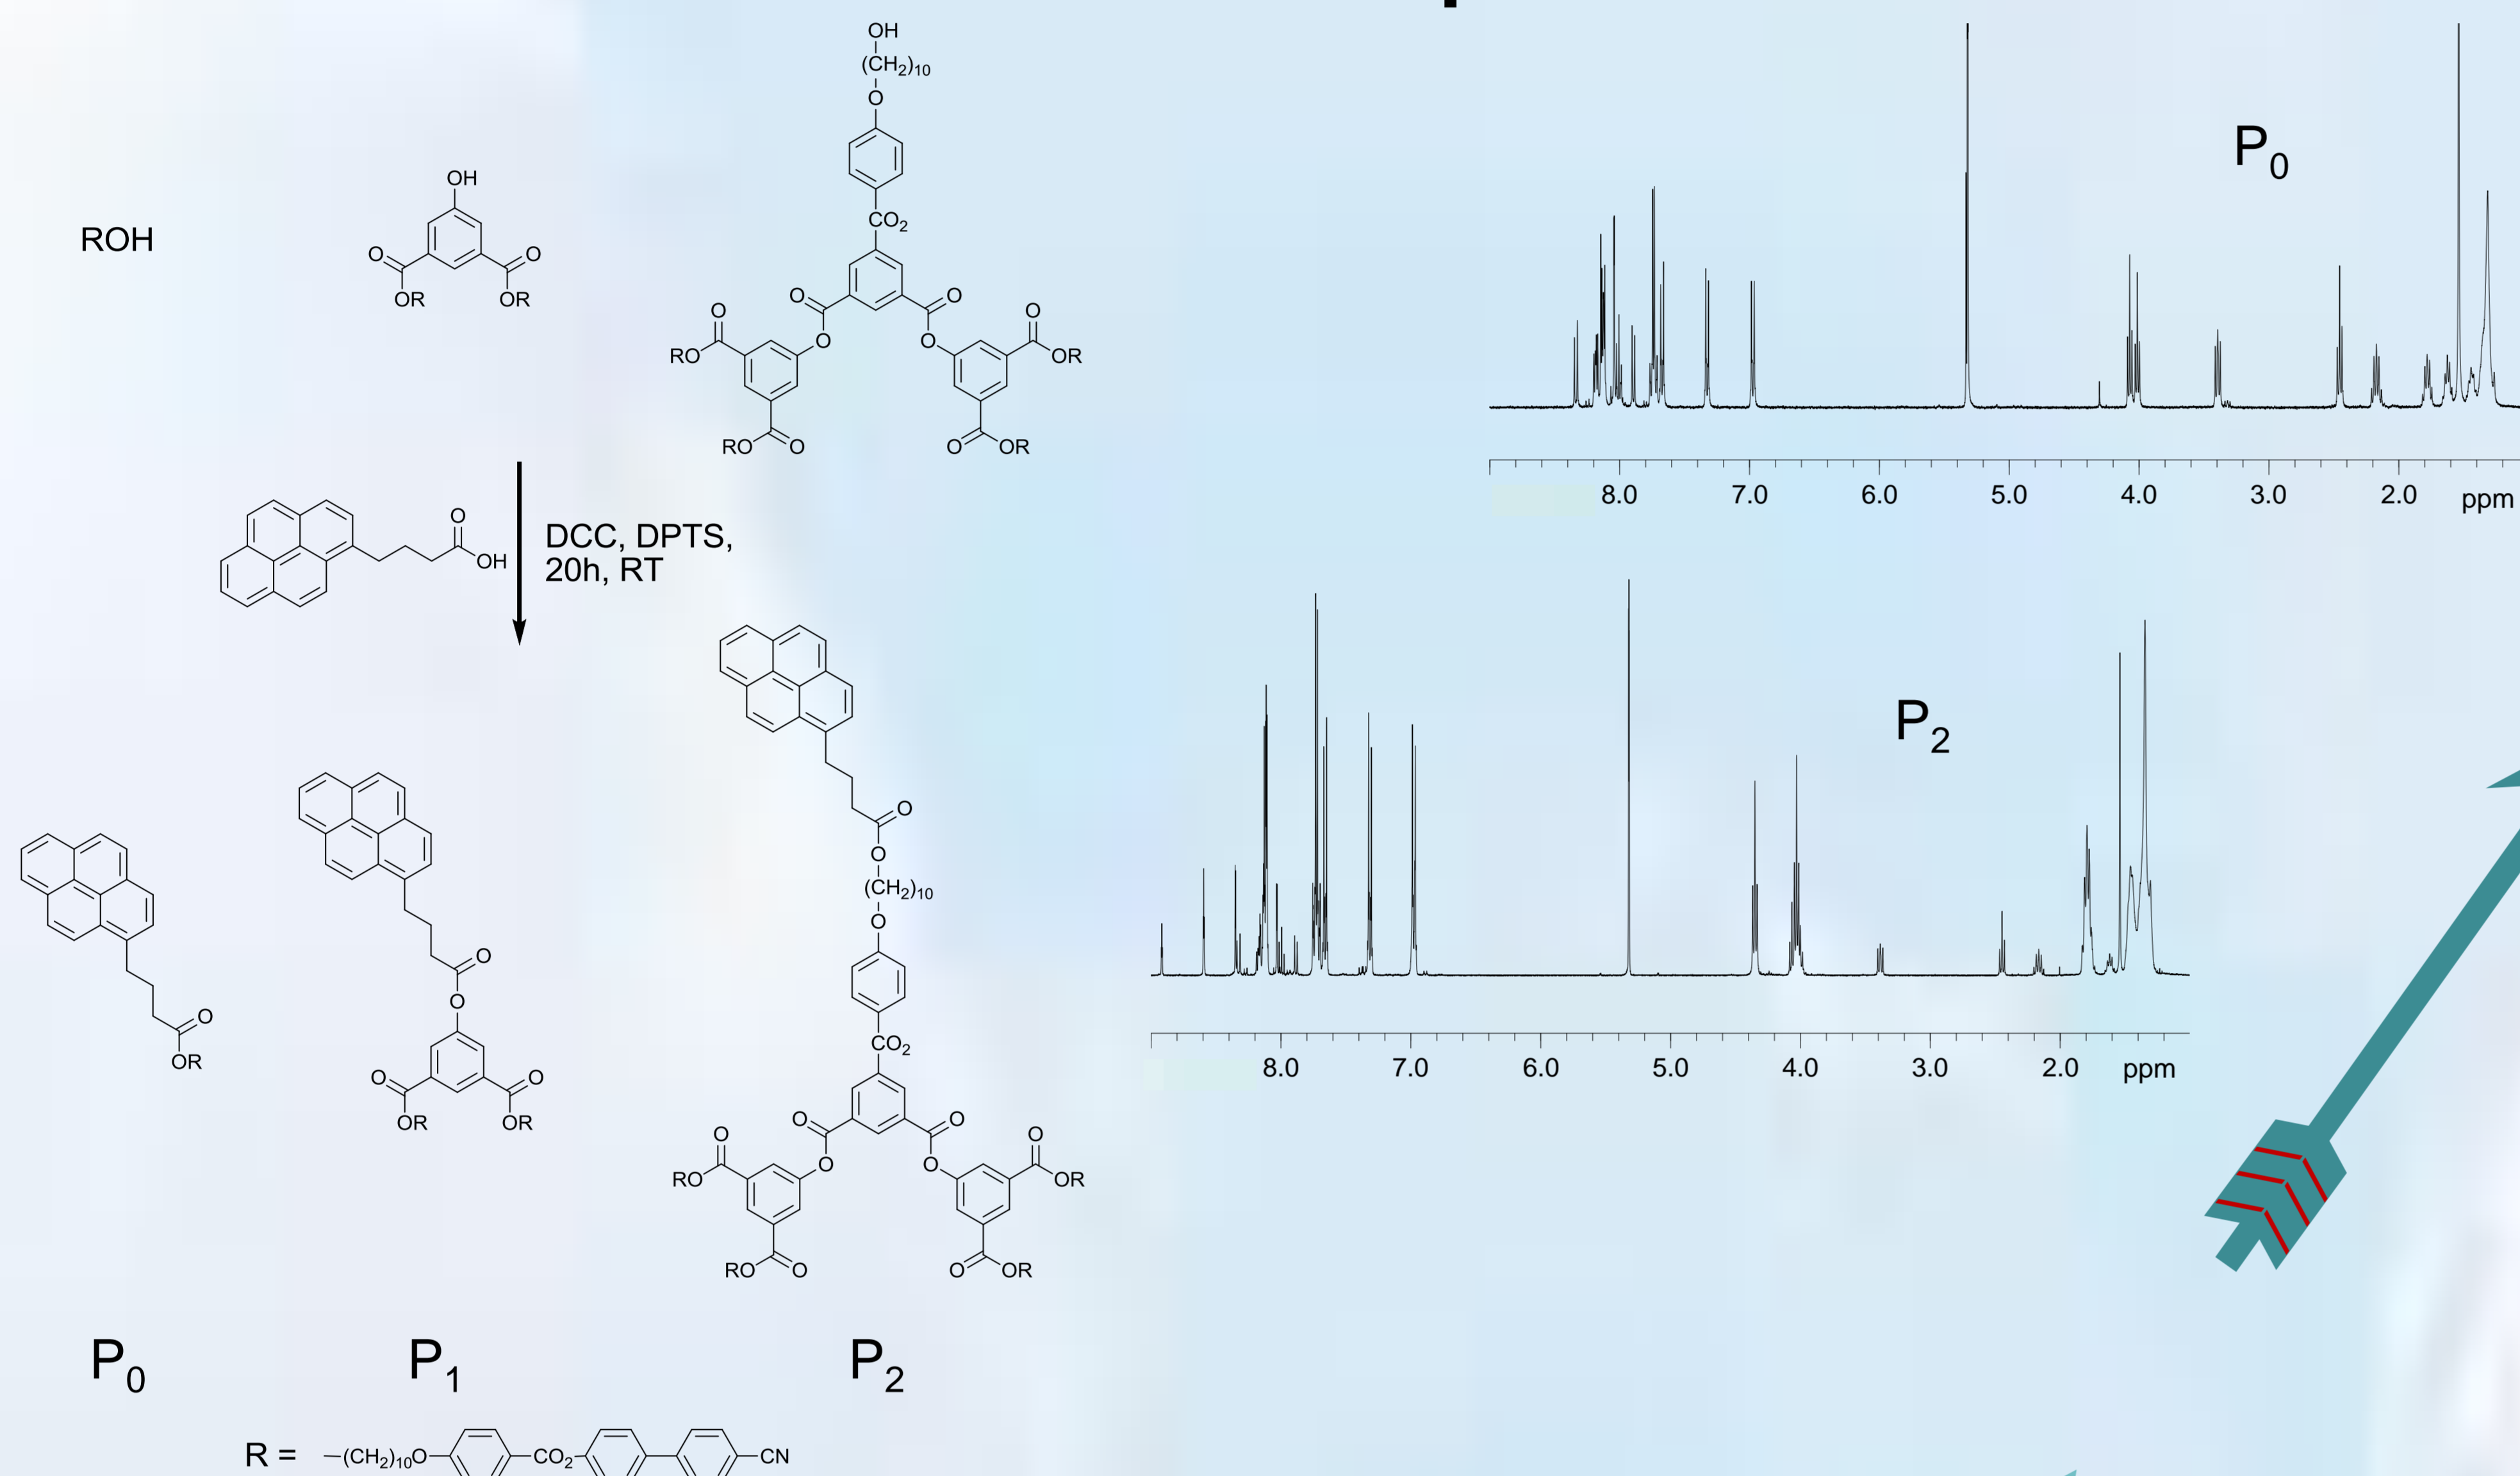 OH
(CH2)10
O
CO2
O
O
O
O
O
RO
O
OR
RO
O
O
OR
ROH
OH
O
O
OR
OR
O
OH
DCC, DPTS,
20h, RT
O
O
(CH2)10
O
CO2
O
O
O
O
O
O
RO
OR
RO
O
O
OR
O
O
O
O
OR
OR
O
OR
P0
P1
P2
R =
(CH2)10O
CO2
CN
P0
8.0 7.0 6.0 5.0 4.0 3.0 2.0 ppm
P2
8.0 7.0 6.0 5.0 4.0 3.0 2.0 ppm